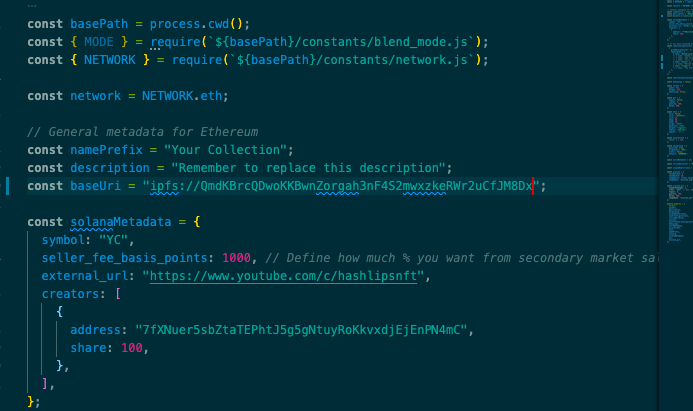 const basePath = process.cwd();
const { MODE } = require(`${basePath}/constants/blend_mode.js`);
const { NETWORK } = require(`${basePath}/constants/network.js`);
const network = NETWORK.eth;
// General metadata for Ethereum
const namePrefix = "Your Collection";
const description = "Remember to replace this description";
const baseUri = "ipfs://QmdKBrcQDwoKKBwnZorgah3nF4S2mwxzkeRWr2uCfJM8Dx";
const solanaMetadata = {
symbol: "YC",
seller_fee_basis_points: 1000, // Define how much % you want from secondary market sa
external_url: "https://www.youtube.com/c/hashlipsnft",
creators: [
{
address: "7fXNuer5sbZtaTEPhtJ5g5gNtuyRoKkvxdjEjEnPN4mC",
share: 100,
},
],
};